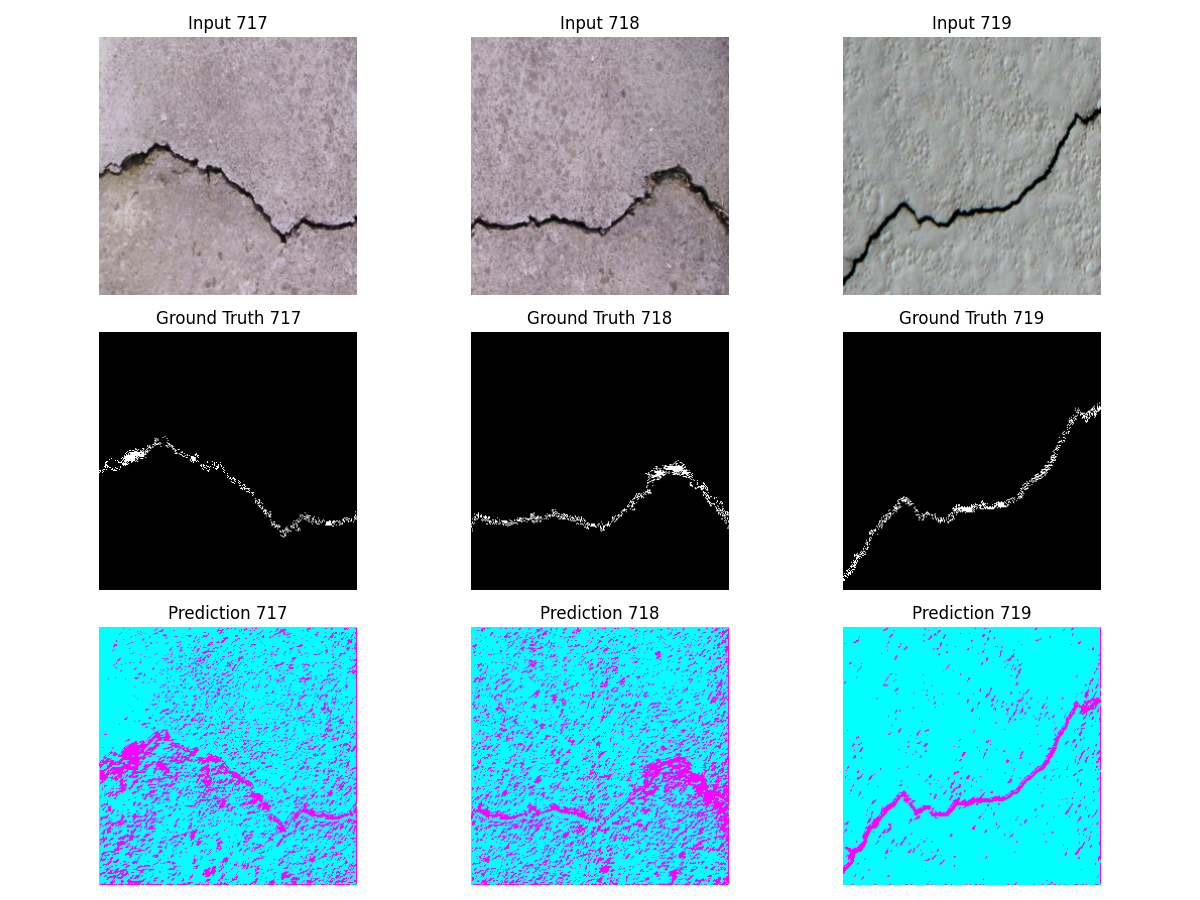 Input 717
Input 718
Input 719
Ground Truth 717
Ground Truth 718
Ground Truth 719
Prediction 717
Prediction 718
Prediction 719